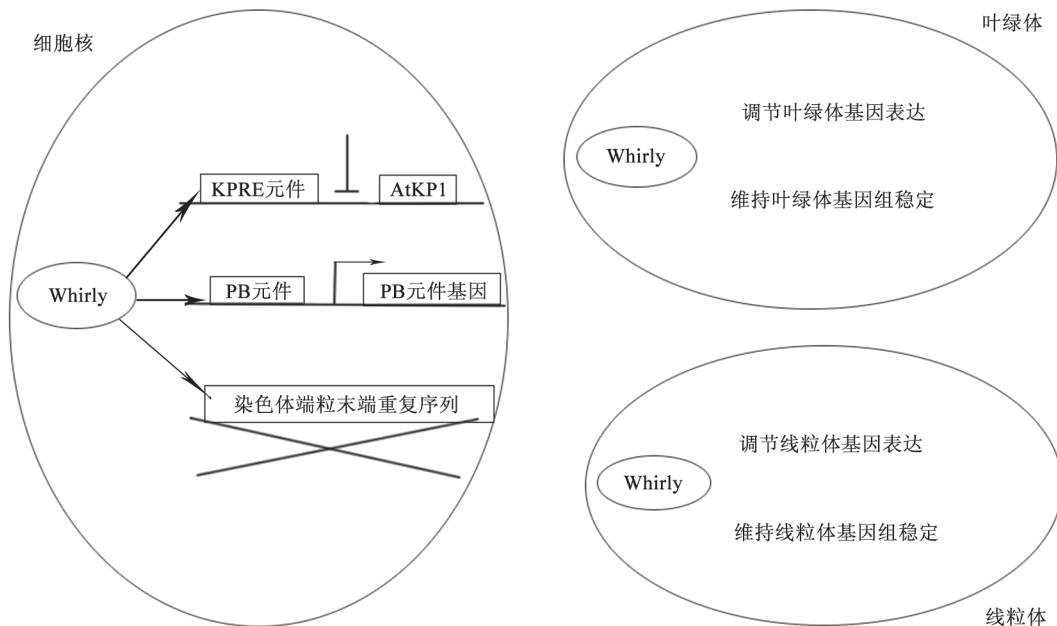 细胞核
KPRE元件
AtKP1
Whirly
PB元件
PB元件基因
染色体端粒末端重复序列
叶绿体
调节叶绿体基因表达
Whirly
维持叶绿体基因组稳定
调节线粒体基因表达
Whirly
维持线粒体基因组稳定
线粒体